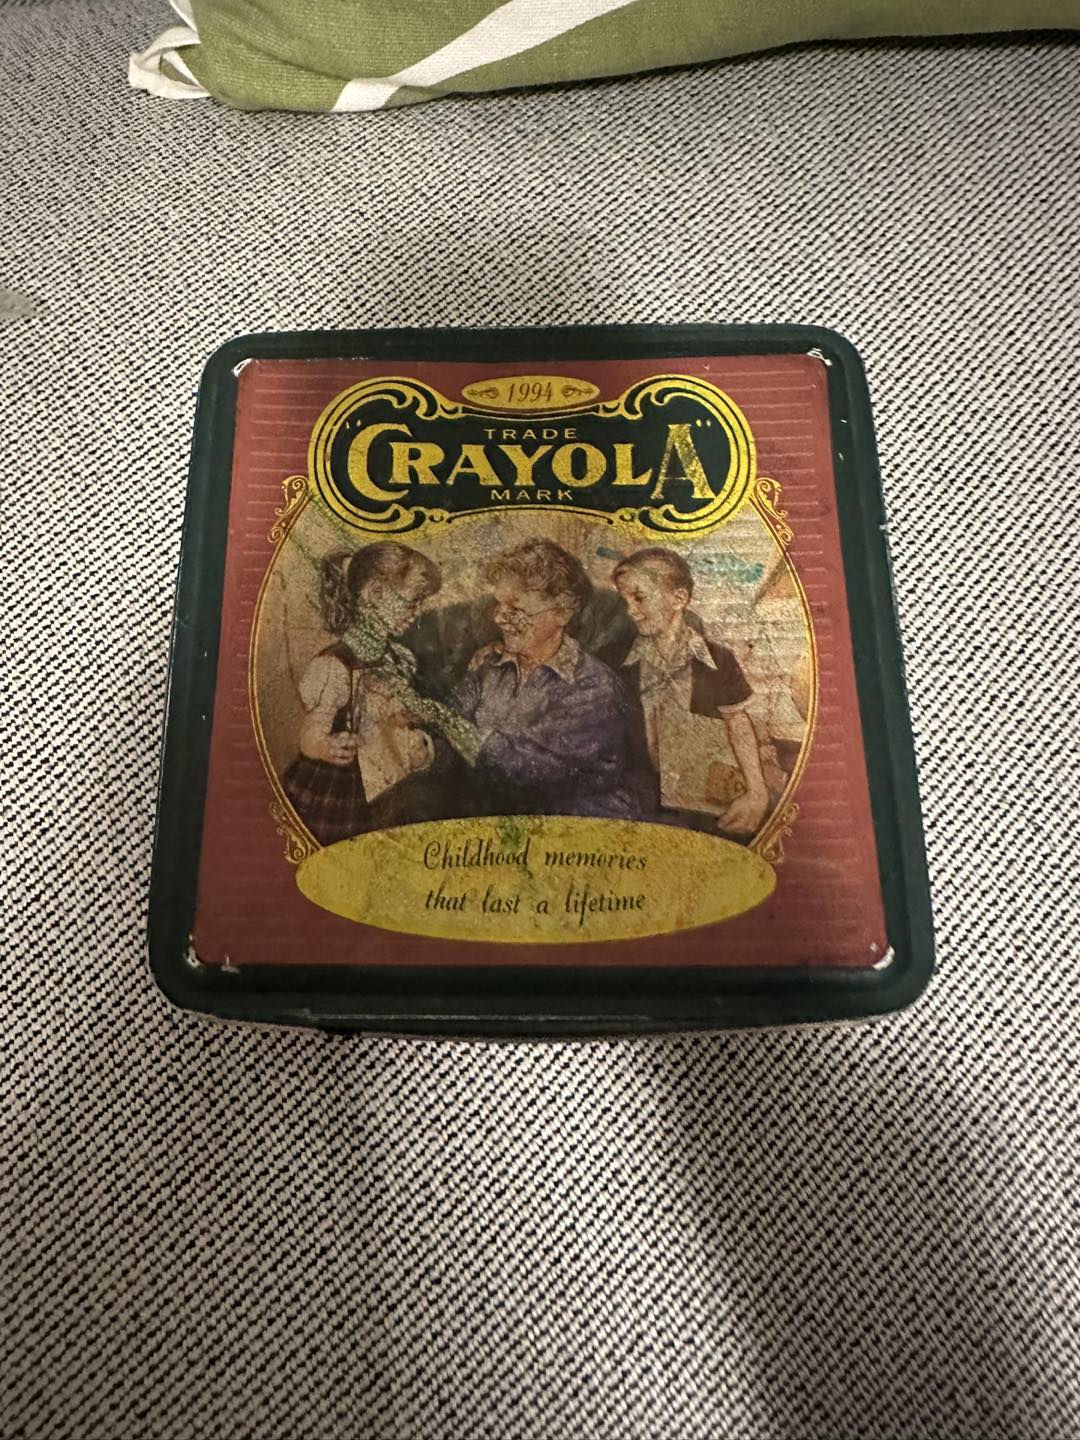 1994
TRADE
"CRAYOLA"
MARK
Childhood memories
that last a lifetime